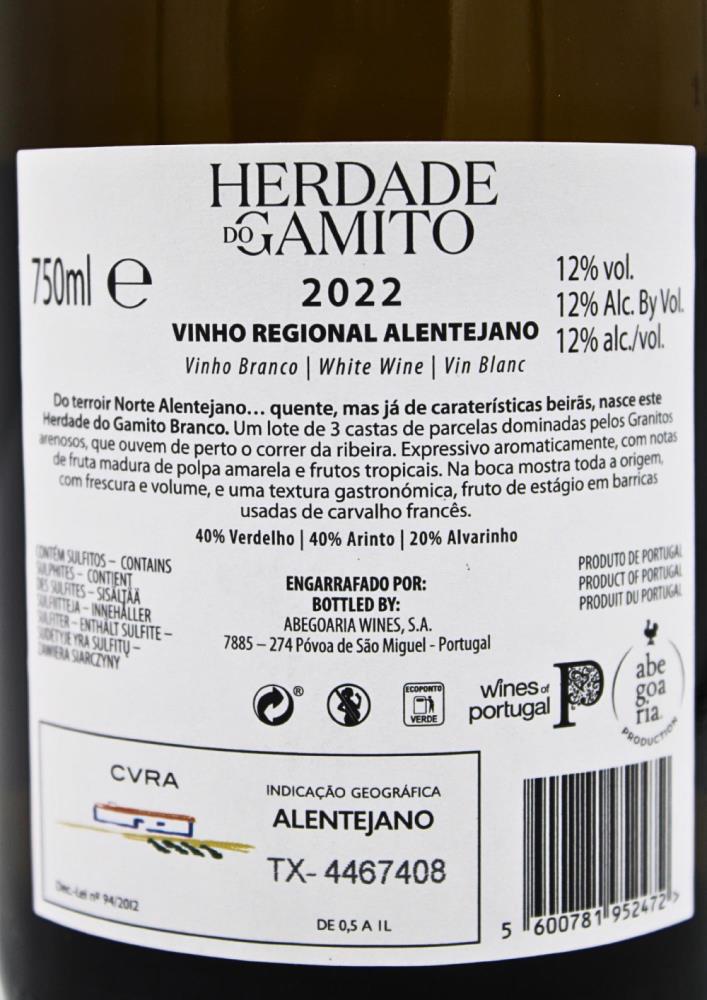 HERDADE
DO GAMITO
750ml e
2022
12% vol.
12% Alc. By Vol.
12% alc./vol.
VINHO REGIONAL ALENTEJANO
Vinho Branco | White Wine | Vin Blanc
Do terroir Norte Alentejano... quente, mas já de caraterísticas beirãs, nasce este
Herdade do Gamito Branco. Um lote de 3 castas de parcelas dominadas pelos Granitos
arenosos, que ouvem de perto o correr da ribeira. Expressivo aromaticamente, com notas
de fruta madura de polpa amarela e frutos tropicais. Na boca mostra toda a origem,
com frescura e volume, e uma textura gastronómica, fruto de estágio em barricas
usadas de carvalho francês.
40% Verdelho | 40% Arinto | 20% Alvarinho
CONTÉM SULFITOS – CONTAINS
SULPHITES – CONTIENT
DES SULFITES – SISÄLTÄÄ
SULFIITTEJA – INNEHÅLLER
SULFITER – ENTHÄLT SULFITE –
SUDĖTYJE YRA SULFITŲ –
ZAWIERA SIARCZYNY
ENGARRAFADO POR:
BOTTLED BY:
ABEGOARIA WINES, S.A.
7885 – 274 Póvoa de São Miguel - Portugal
PRODUTO DE PORTUGAL
PRODUCT OF PORTUGAL
PRODUIT DU PORTUGAL
®
ECOPONTO
VERDE
wines of
portugal
abe
goa
ria
PRODUCTION
CVRA
INDICAÇÃO GEOGRÁFICA
ALENTEJANO
TX- 4467408
Dec.-Lei nº 94/2012
DE 0,5 A 1L
5 600781 952472 >